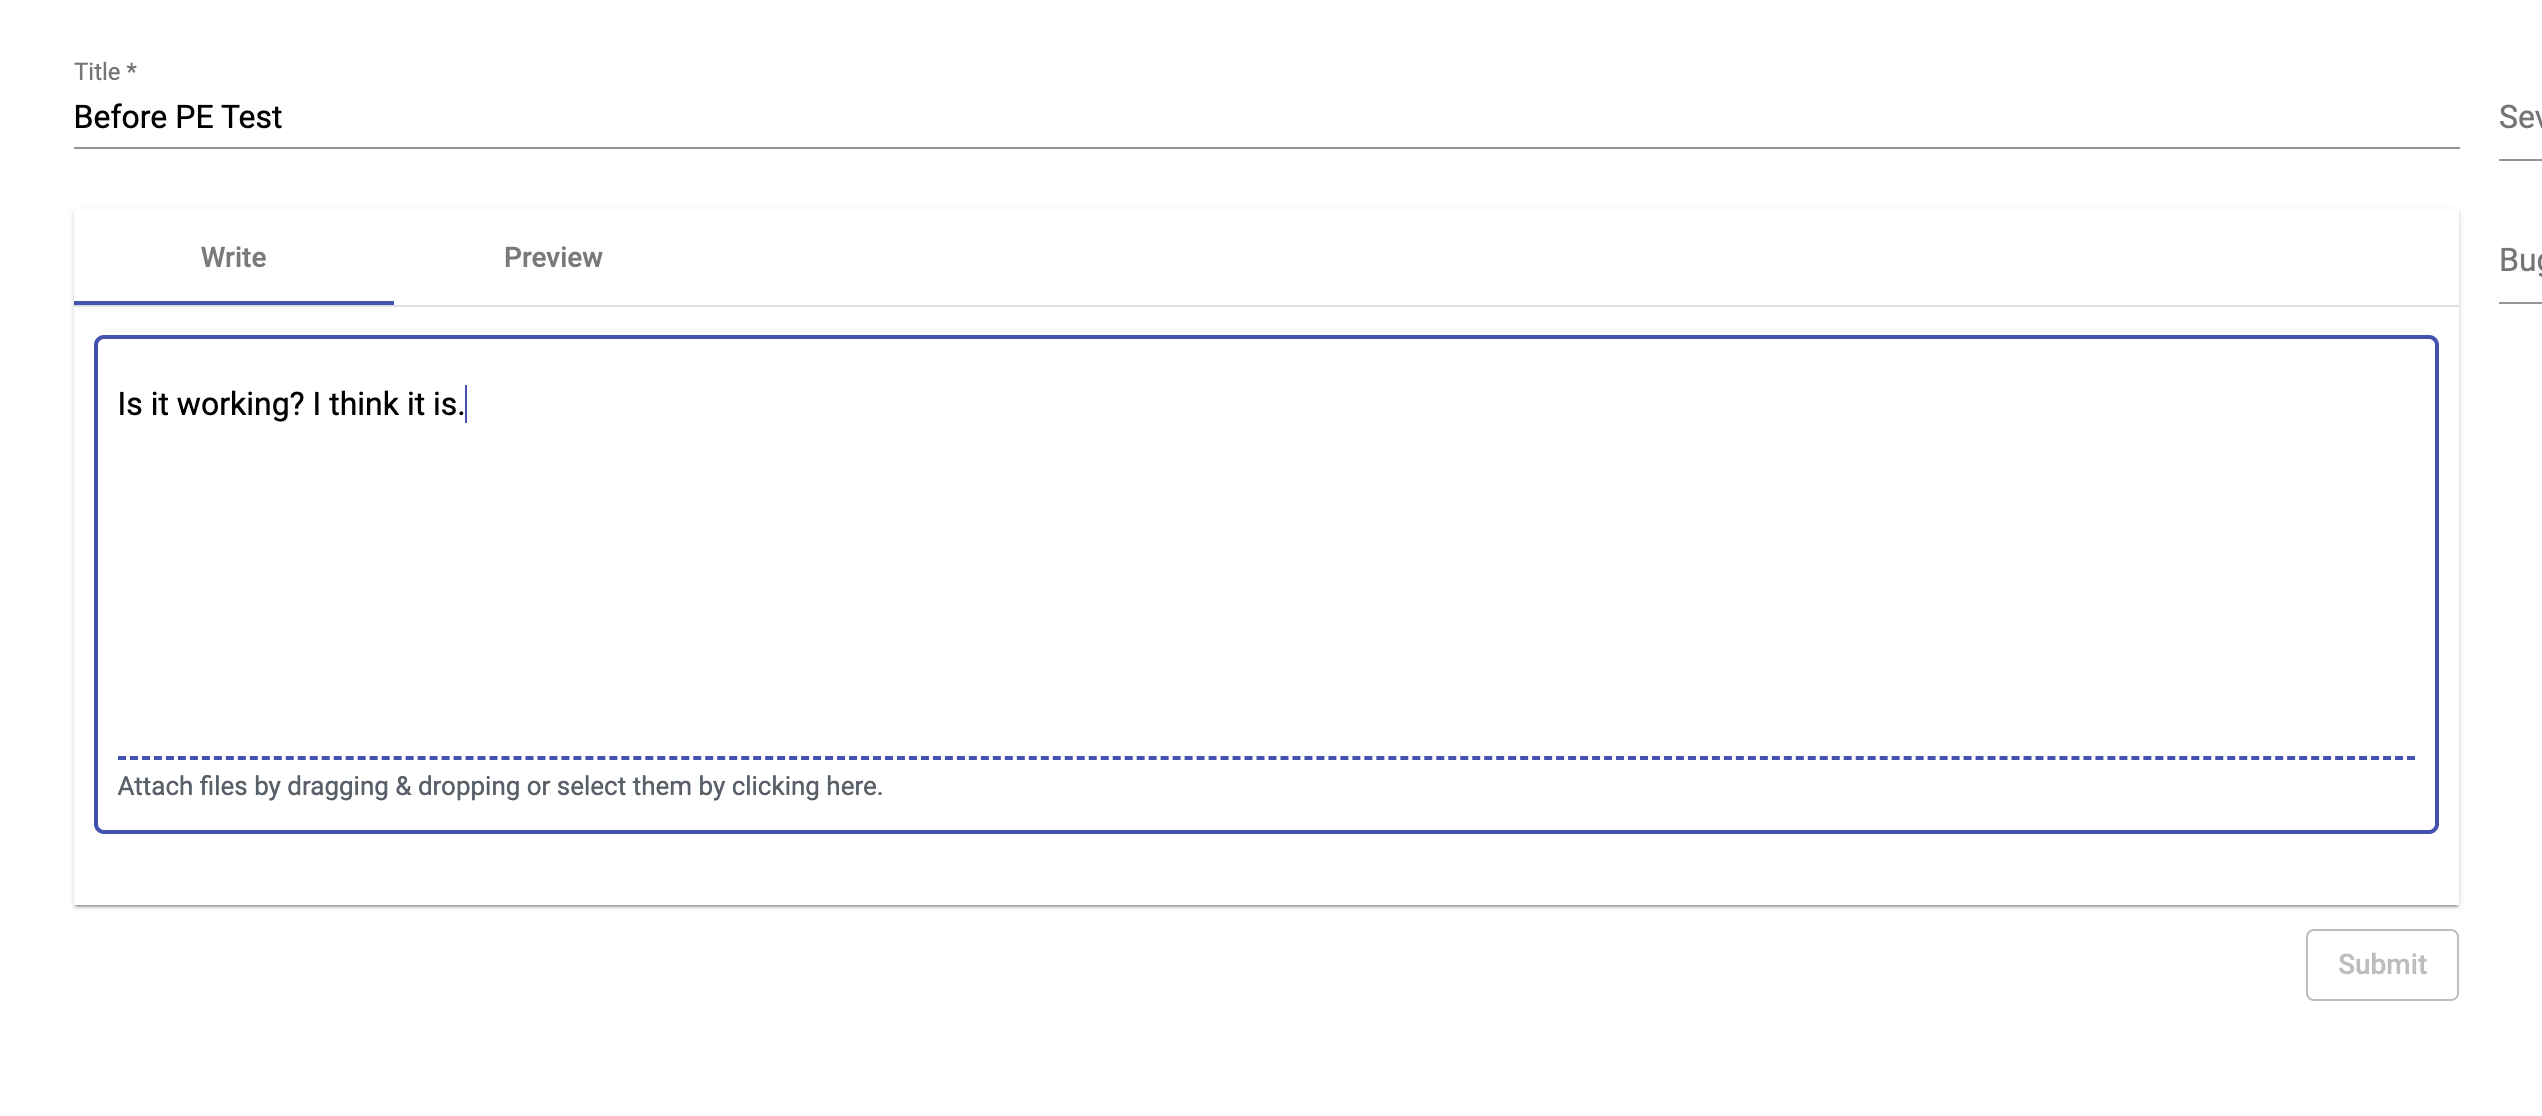 Title *
Before PE Test
Sev
Write
Preview
Bug
Is it working? I think it is.
Attach files by dragging & dropping or select them by clicking here.
Submit